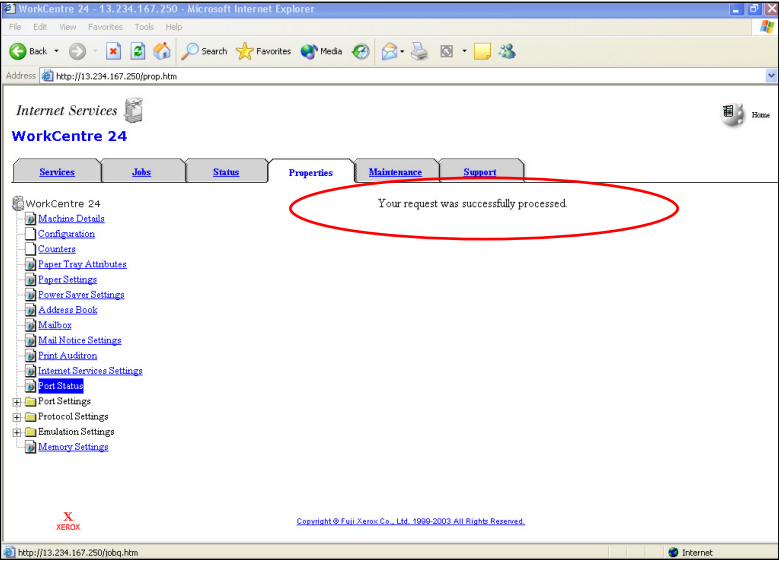 WorkCentre 24 - 13.234.167.250 - Microsoft Internet Explorer
File Edit View Favorites Tools Help
Back Search Favorites Media
Address http://13.234.167.250/prop.htm
Internet Services
Home
WorkCentre 24
Services Jobs Status Properties Maintenance Support
WorkCentre 24
Your request was successfully processed.
Machine Details
Configuration
Counters
Paper Tray Attributes
Paper Settings
Power Saver Settings
Address Book
Mailbox
Mail Notice Settings
Print Auditron
Internet Services Settings
Port Status
Port Settings
Protocol Settings
Emulation Settings
Memory Settings
X
XEROX
Copyright © Fuji Xerox Co., Ltd. 1999-2003 All Rights Reserved.
http://13.234.167.250/jobq.htm Internet